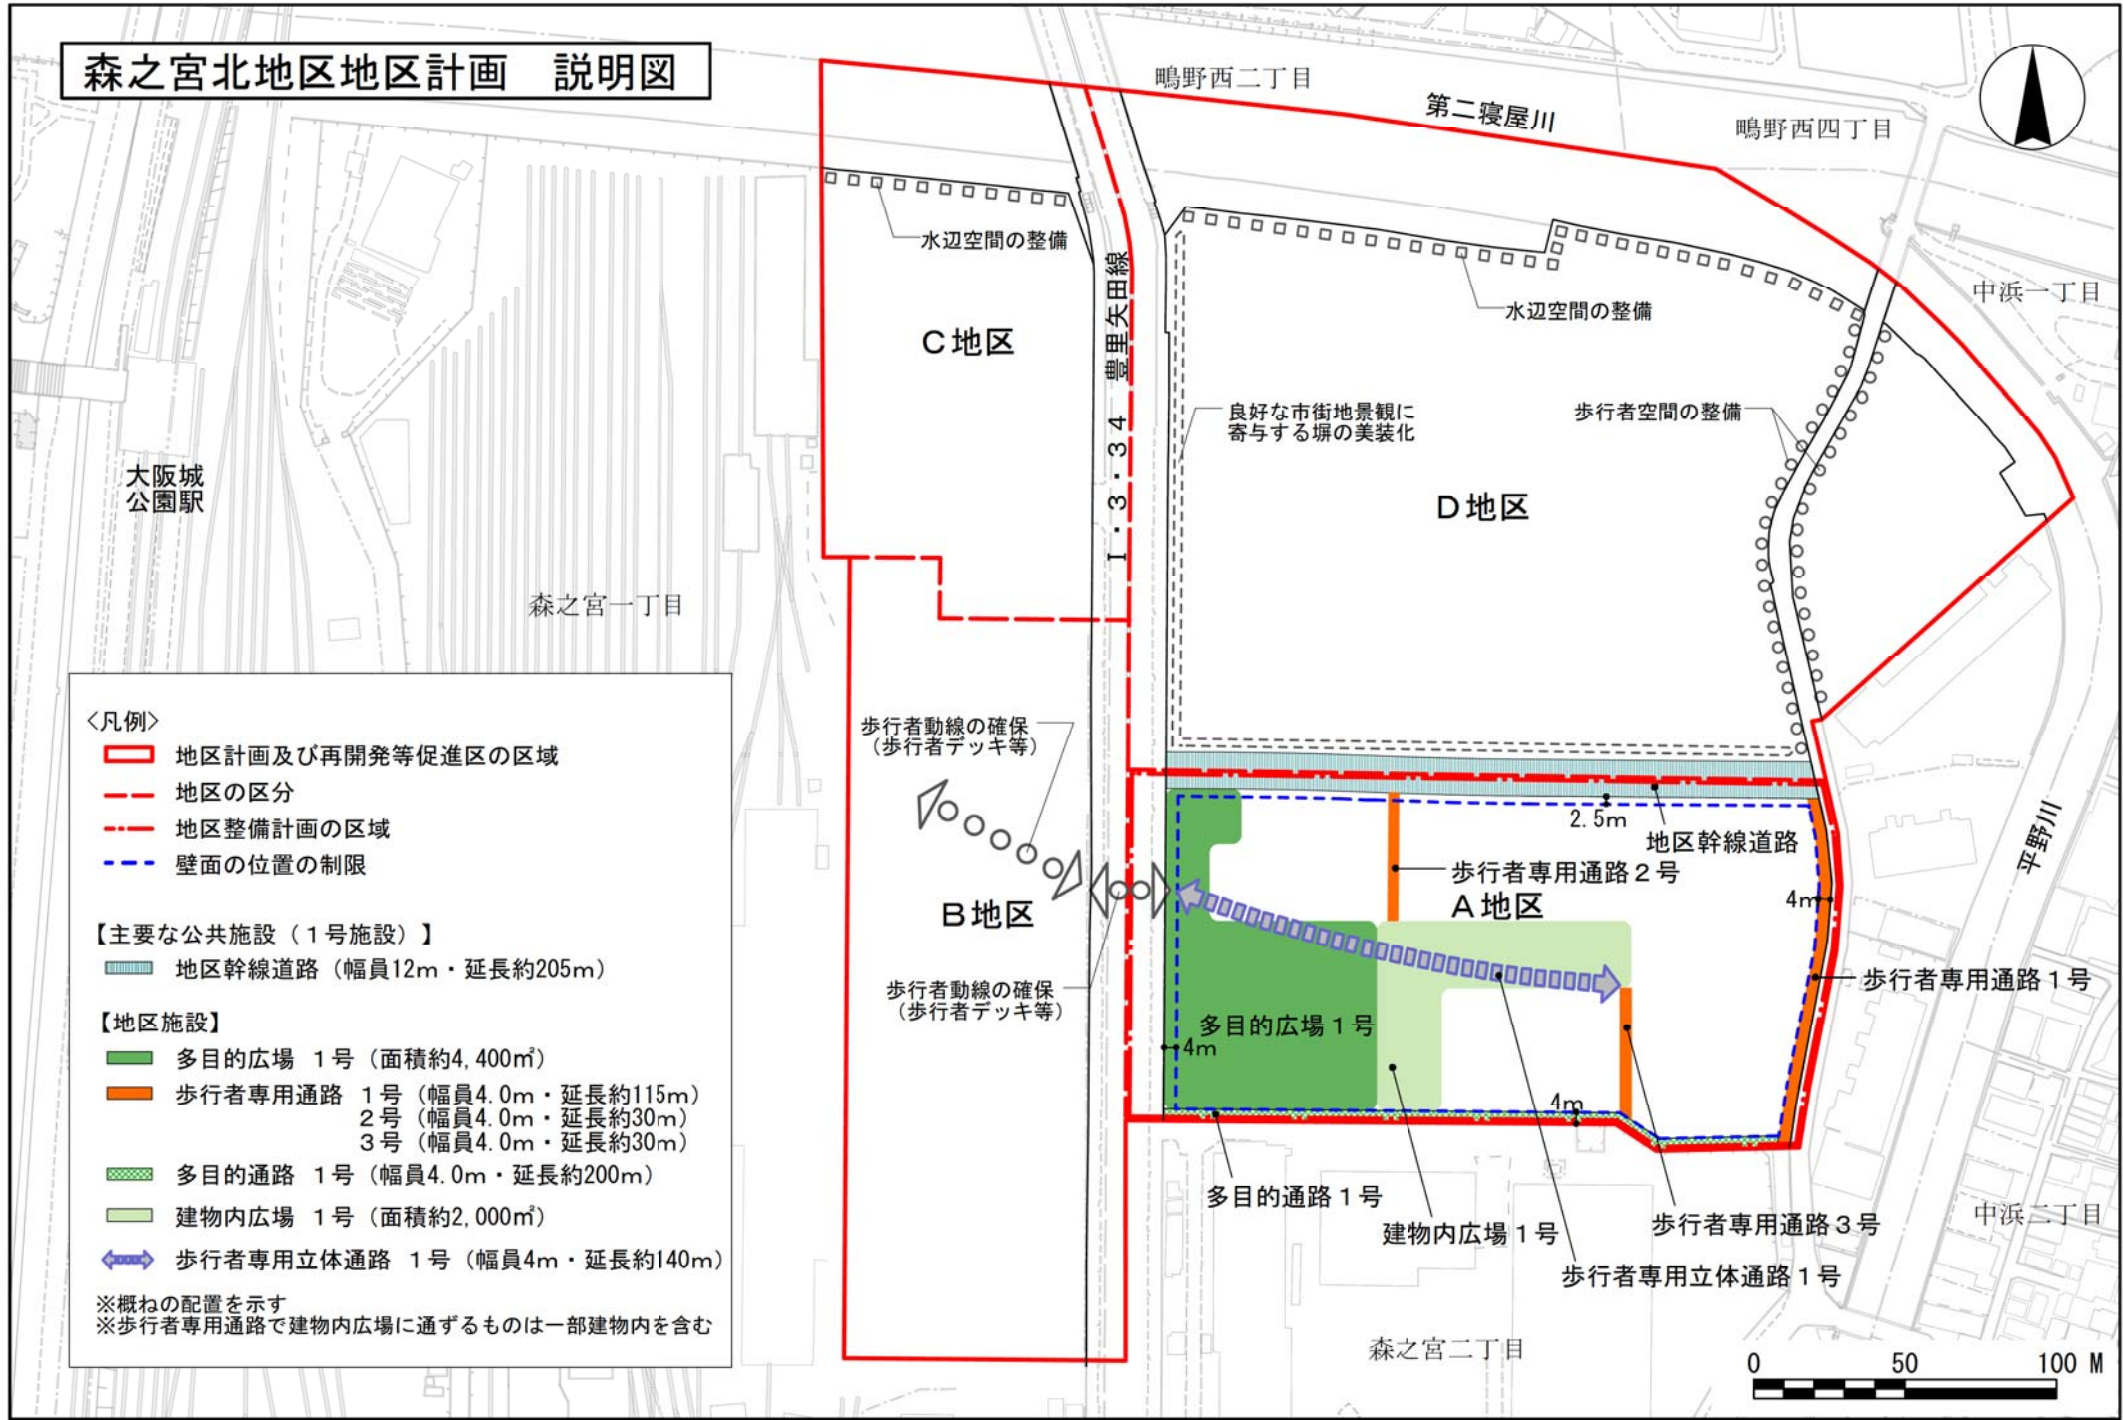 森之宮北地区地区計画　説明図
鴫野西二丁目
第二寝屋川
鴫野西四丁目
中浜一丁目
水辺空間の整備
水辺空間の整備
C地区
Ⅰ・3・34　豊里矢田線
良好な市街地景観に
寄与する塀の美装化
歩行者空間の整備
D地区
大阪城
公園駅
森之宮一丁目
歩行者動線の確保
（歩行者デッキ等）
2.5m
地区幹線道路
平野川
歩行者専用通路２号
A地区
4m
B地区
歩行者専用通路１号
歩行者動線の確保
（歩行者デッキ等）
多目的広場１号
4m
4m
多目的通路１号
建物内広場１号
歩行者専用通路３号
歩行者専用立体通路１号
中浜二丁目
森之宮二丁目
0 50 100 M
〈凡例〉
地区計画及び再開発等促進区の区域
地区の区分
地区整備計画の区域
壁面の位置の制限
【主要な公共施設（１号施設）】
地区幹線道路（幅員12m・延長約205m）
【地区施設】
多目的広場　１号（面積約4,400㎡）
歩行者専用通路　１号（幅員4.0m・延長約115m）
２号（幅員4.0m・延長約30m）
３号（幅員4.0m・延長約30m）
多目的通路　１号（幅員4.0m・延長約200m）
建物内広場　１号（面積約2,000㎡）
歩行者専用立体通路　１号（幅員4m・延長約140m）
※概ねの配置を示す
※歩行者専用通路で建物内広場に通ずるものは一部建物内を含む